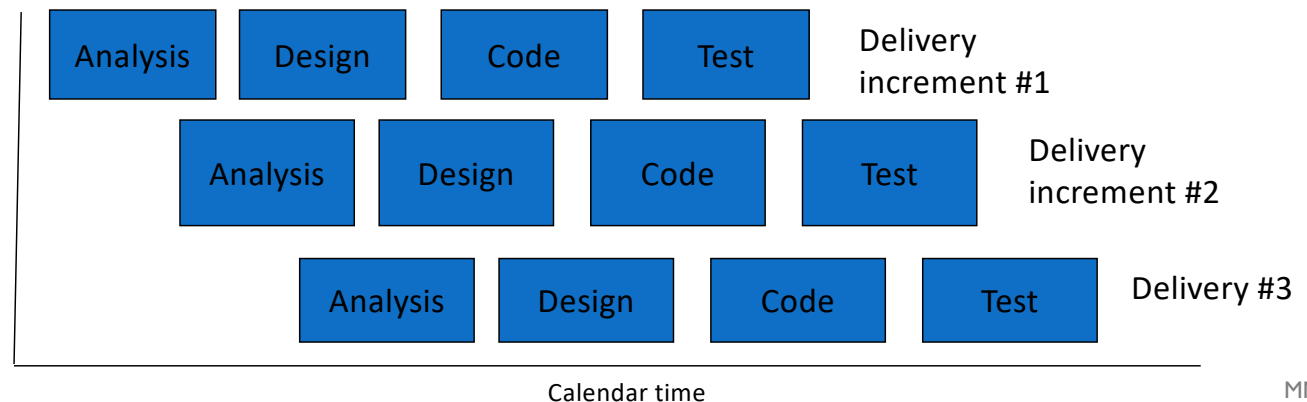 Analysis Design Code Test Delivery
increment #1
Analysis Design Code Test Delivery
increment #2
Analysis Design Code Test Delivery #3
Calendar time
MI